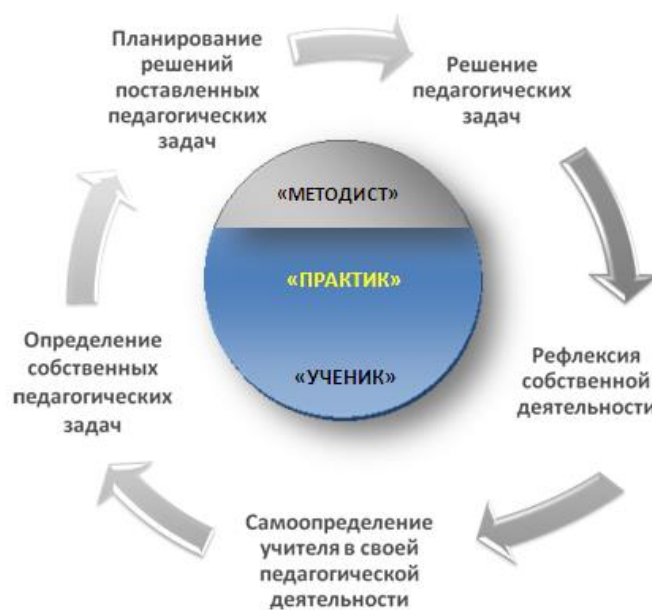 Планирование
решений
поставленных
педагогических
задач
Решение
педагогических
задач
«МЕТОДИСТ»
«ПРАКТИК»
«УЧЕНИК»
Определение
собственных
педагогических
задач
Рефлексия
собственной
деятельности
Самоопределение
учителя в своей
педагогической
деятельности